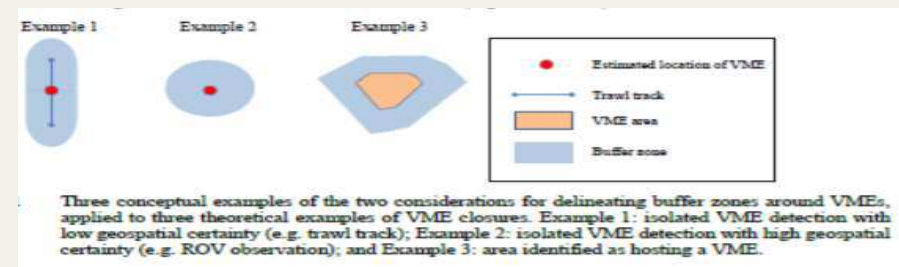 Example 1 Example 2 Example 3
Estimated location of VME
Trawl track
VME area
Buffer zone
Three conceptual examples of the two considerations for delineating buffer zones around VMEs,
applied to three theoretical examples of VME closures. Example 1: isolated VME detection with
low geospatial certainty (e.g. trawl track); Example 2: isolated VME detection with high geospatial
certainty (e.g. ROV observation); and Example 3: area identified as hosting a VME.